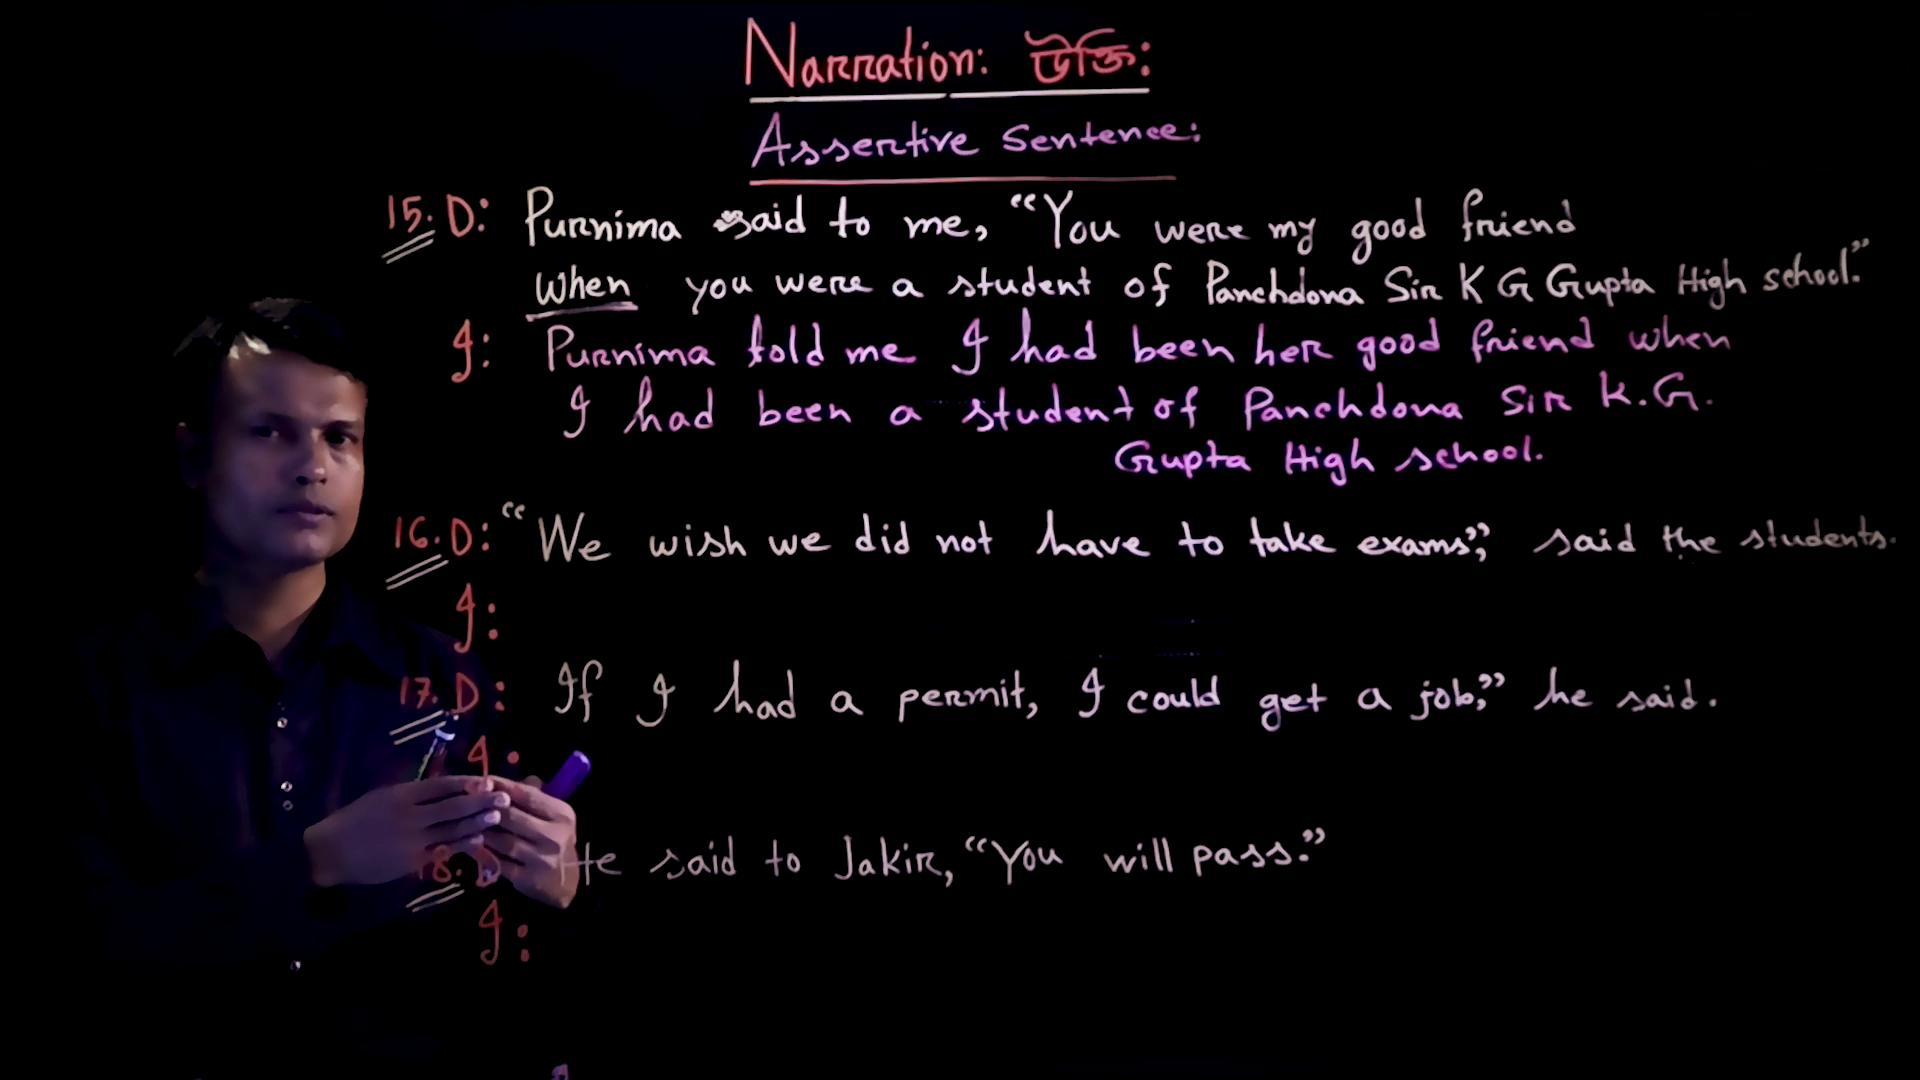 Narration: উক্তি:
Assertive Sentence:
15. D: Purnima said to me, “You were my good friend
when you were a student of Panchdona Sir K G Gupta High school.”
I: Purnima told me I had been her good friend when
I had been a student of Panchdona Sir K.G.
Gupta High school.
16. D: “We wish we did not have to take exams,” said the students.
I:
17. D: If I had a permit, I could get a job,” he said.
I:
18. D He said to Jakir, “You will pass.”
I: